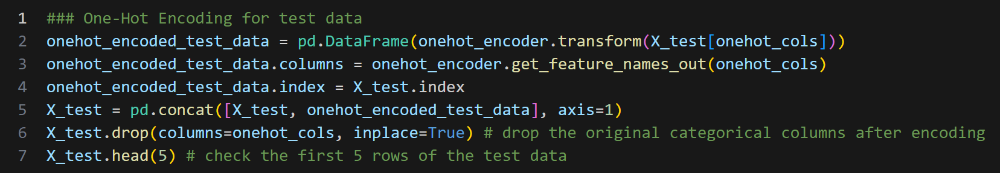 1 ### One-Hot Encoding for test data
2 onehot_encoded_test_data = pd.DataFrame(onehot_encoder.transform(X_test[onehot_cols]))
3 onehot_encoded_test_data.columns = onehot_encoder.get_feature_names_out(onehot_cols)
4 onehot_encoded_test_data.index = X_test.index
5 X_test = pd.concat([X_test, onehot_encoded_test_data], axis=1)
6 X_test.drop(columns=onehot_cols, inplace=True) # drop the original categorical columns after encoding
7 X_test.head(5) # check the first 5 rows of the test data